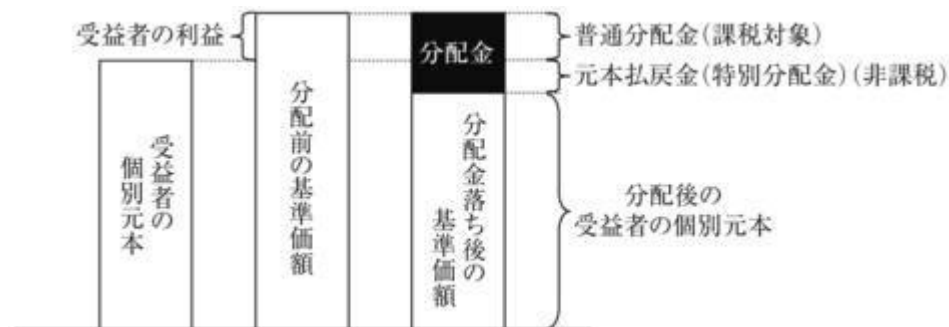 受益者の利益
分配金
普通分配金(課税対象)
元本払戻金(特別分配金)(非課税)
受益者の
個別元本
分配前の基準価額
分配金落ち後の
基準価額
分配後の
受益者の個別元本